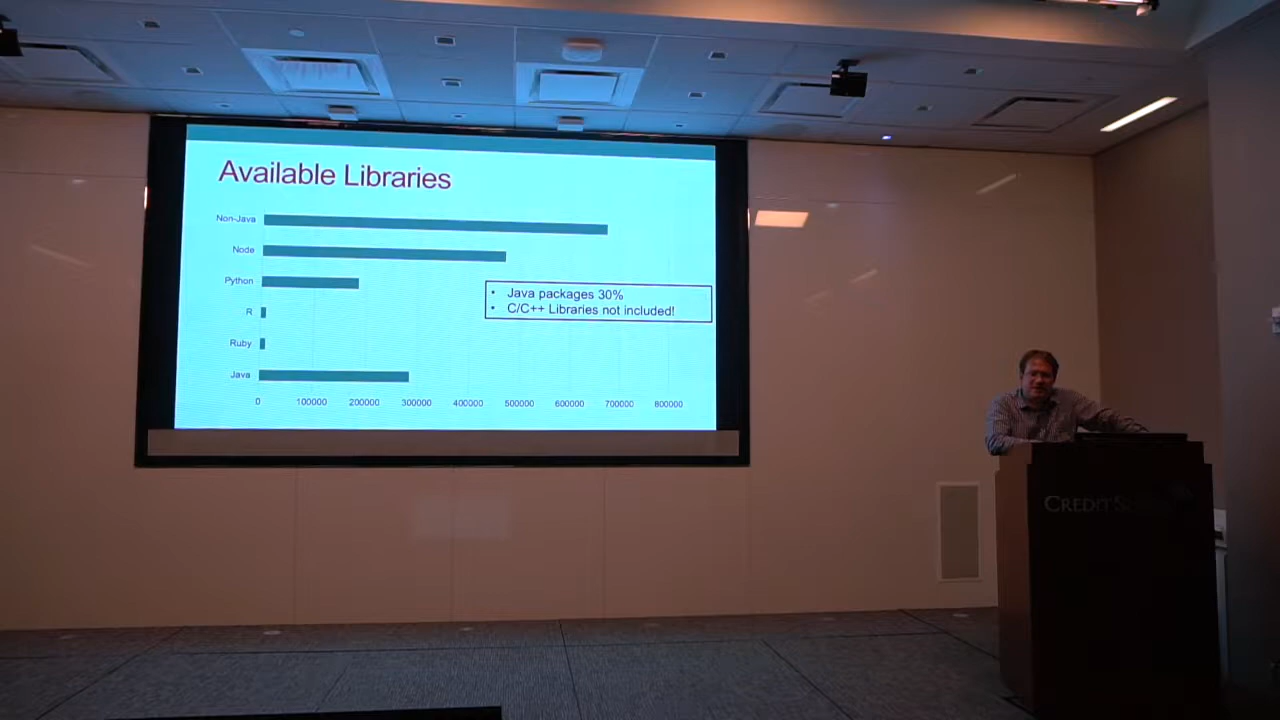 Available Libraries
Non-Java
Node
Python
R
Ruby
Java
0 100000 200000 300000 400000 500000 600000 700000 800000
• Java packages 30%
• C/C++ Libraries not included!
CREDIT